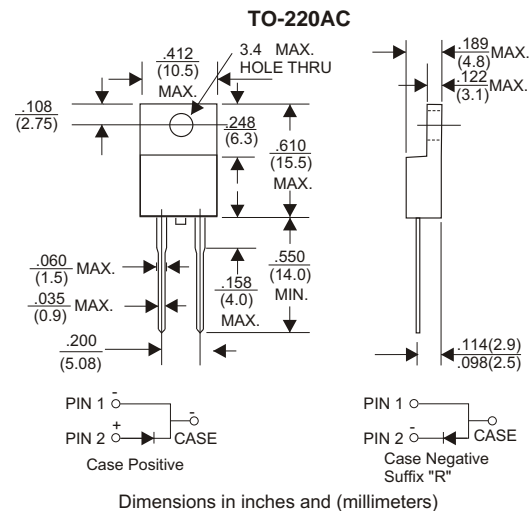 TO-220AC
.412
(10.5)
MAX.
3.4 MAX.
HOLE THRU
.189
(4.8) MAX.
.122
(3.1) MAX.
.108
(2.75)
.248
(6.3)
.610
(15.5)
MAX.
.060
(1.5) MAX.
.035
(0.9) MAX.
.158
(4.0)
MAX.
.550
(14.0)
MIN.
.200
(5.08)
.114(2.9)
.098(2.5)
PIN 1 -
PIN 2 +
- CASE
Case Positive
PIN 1
PIN 2 -
CASE
Case Negative
Suffix "R"
Dimensions in inches and (millimeters)